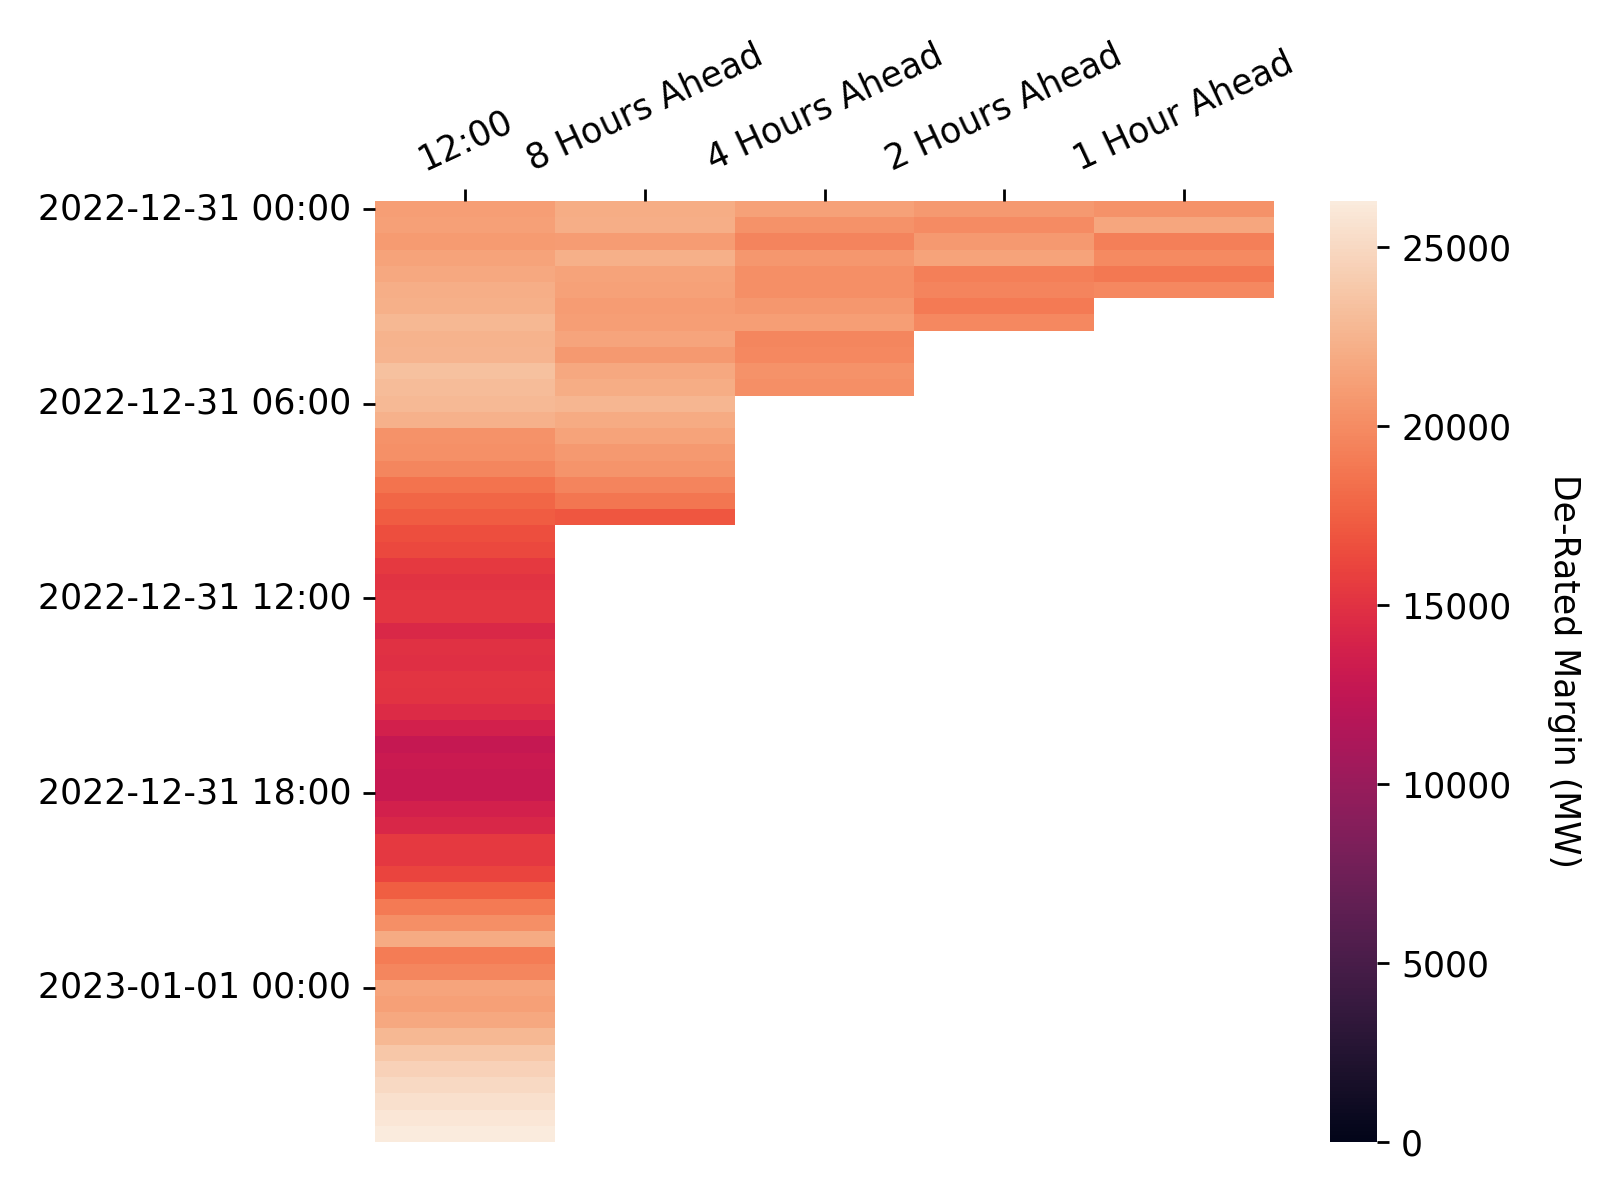 12:00
8 Hours Ahead
4 Hours Ahead
2 Hours Ahead
1 Hour Ahead
2022-12-31 00:00
2022-12-31 06:00
2022-12-31 12:00
2022-12-31 18:00
2023-01-01 00:00
25000
20000
15000
10000
5000
0
De-Rated Margin (MW)